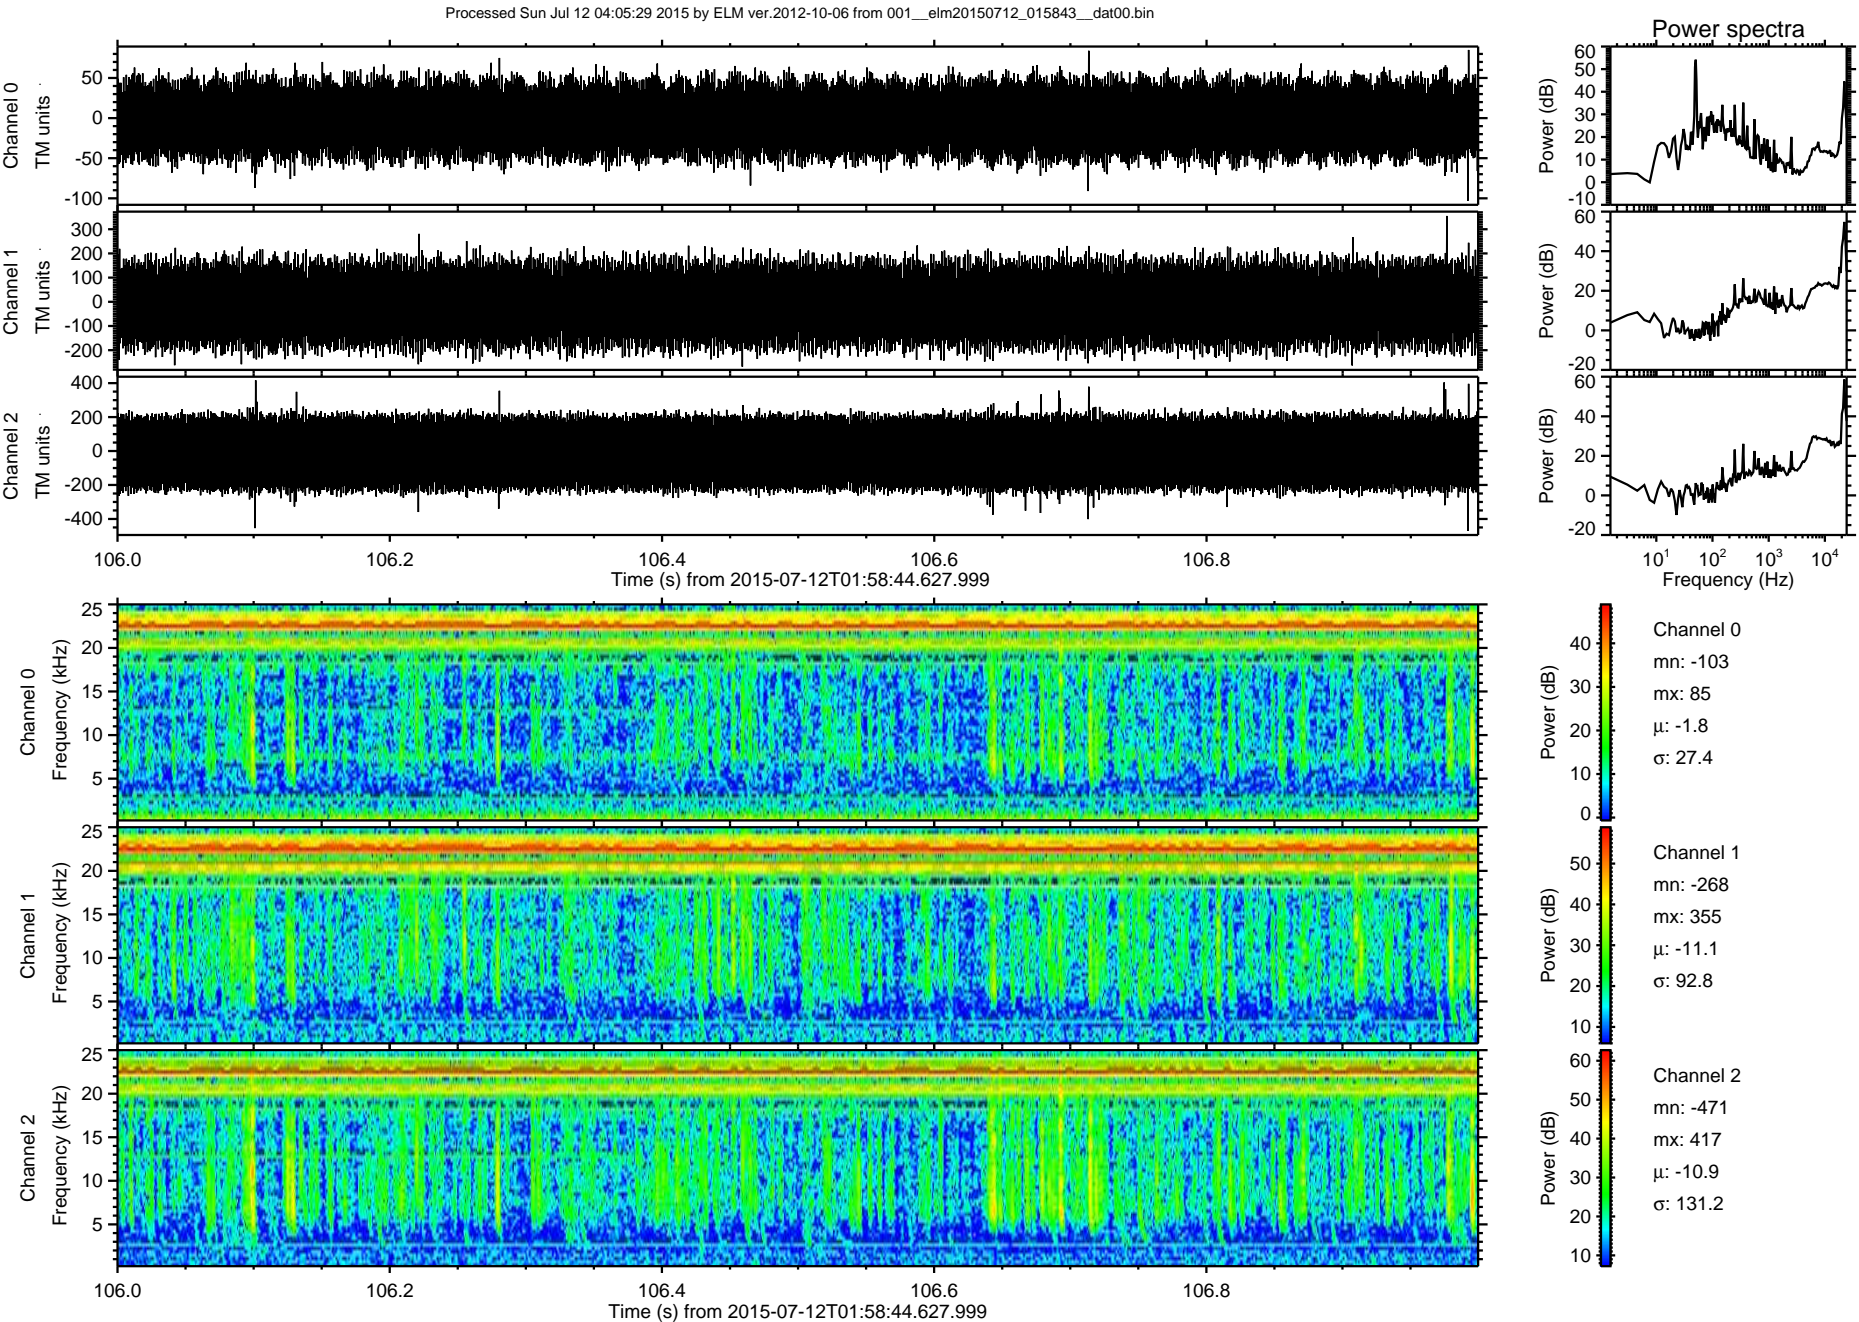 Processed Sun Jul 12 04:05:29 2015 by ELM ver.2012-10-06 from 001__elm20150712_015843__dat00.bin
Power spectra
Channel 0
TM units
50
0
-50
-100
Power (dB)
60
50
40
30
20
10
0
-10
Channel 1
TM units
300
200
100
0
-100
-200
Power (dB)
60
40
20
0
-20
Channel 2
TM units
400
200
0
-200
-400
Power (dB)
60
40
20
0
-20
106.0 106.2 106.4 106.6 106.8
Time (s) from 2015-07-12T01:58:44.627.999
10^1 10^2 10^3 10^4
Frequency (Hz)
Channel 0
Frequency (kHz)
25
20
15
10
5
Power (dB)
40
30
20
10
0
Channel 0
mn: -103
mx: 85
μ: -1.8
σ: 27.4
Channel 1
Frequency (kHz)
25
20
15
10
5
Power (dB)
50
40
30
20
10
Channel 1
mn: -268
mx: 355
μ: -11.1
σ: 92.8
Channel 2
Frequency (kHz)
25
20
15
10
5
Power (dB)
60
50
40
30
20
10
Channel 2
mn: -471
mx: 417
μ: -10.9
σ: 131.2
106.0 106.2 106.4 106.6 106.8
Time (s) from 2015-07-12T01:58:44.627.999